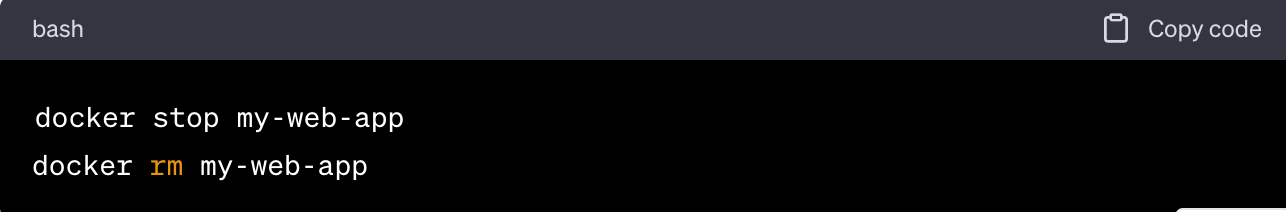 bash
Copy code
docker stop my-web-app
docker rm my-web-app